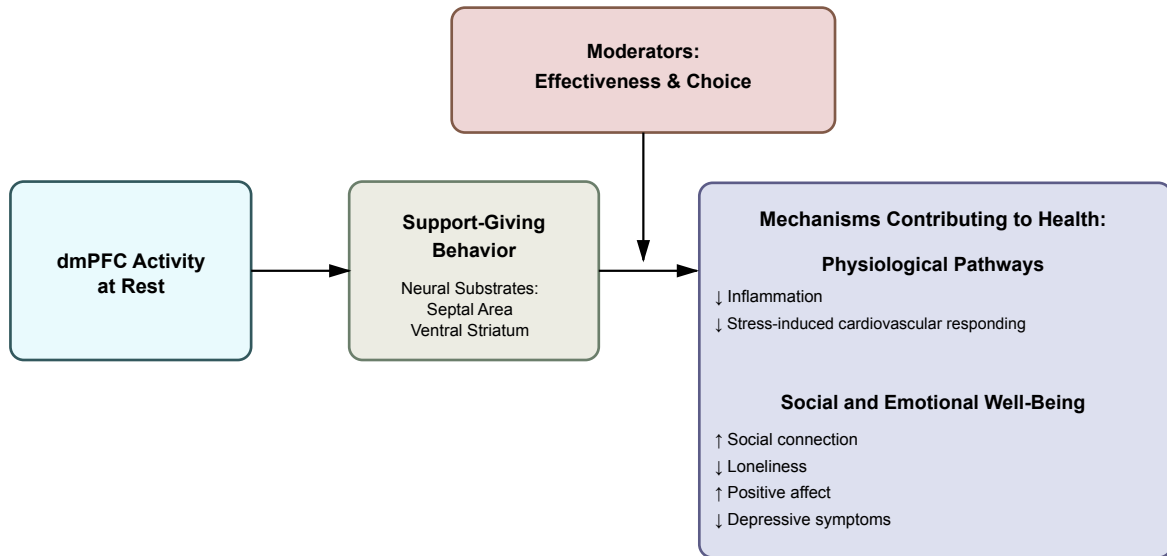 Moderators:
Effectiveness & Choice
dmPFC Activity
at Rest
Support-Giving
Behavior
Neural Substrates:
Septal Area
Ventral Striatum
Mechanisms Contributing to Health:
Physiological Pathways
↓ Inflammation
↓ Stress-induced cardiovascular responding
Social and Emotional Well-Being
↑ Social connection
↓ Loneliness
↑ Positive affect
↓ Depressive symptoms